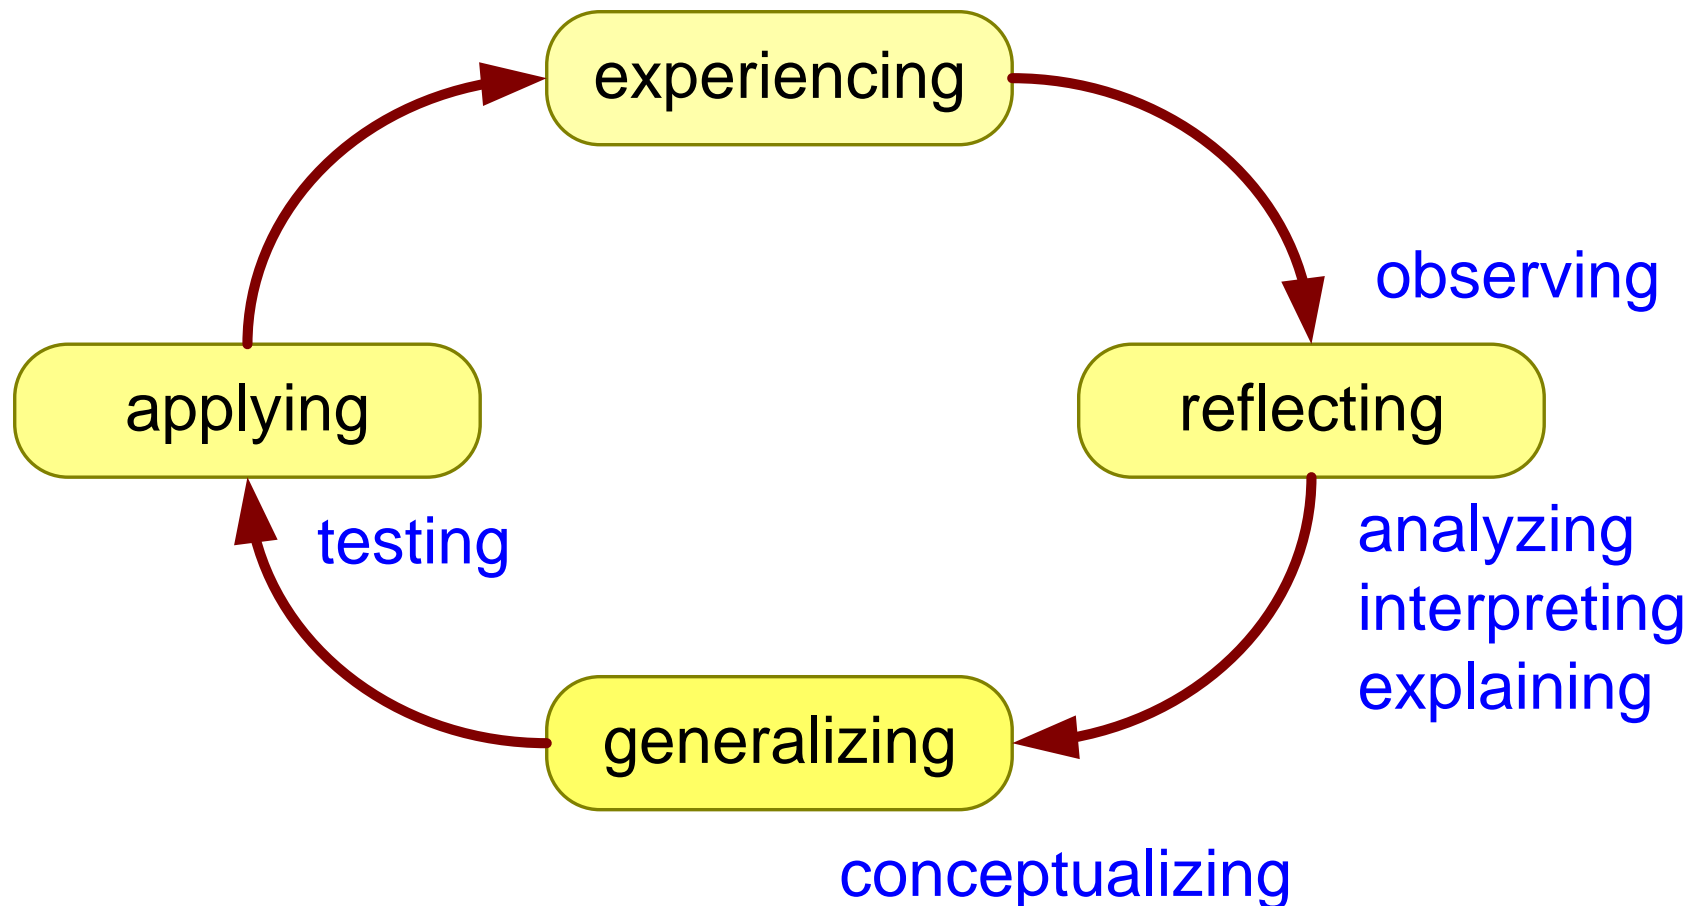 experiencing
observing
applying
reflecting
testing
analyzing
interpreting
explaining
generalizing
conceptualizing